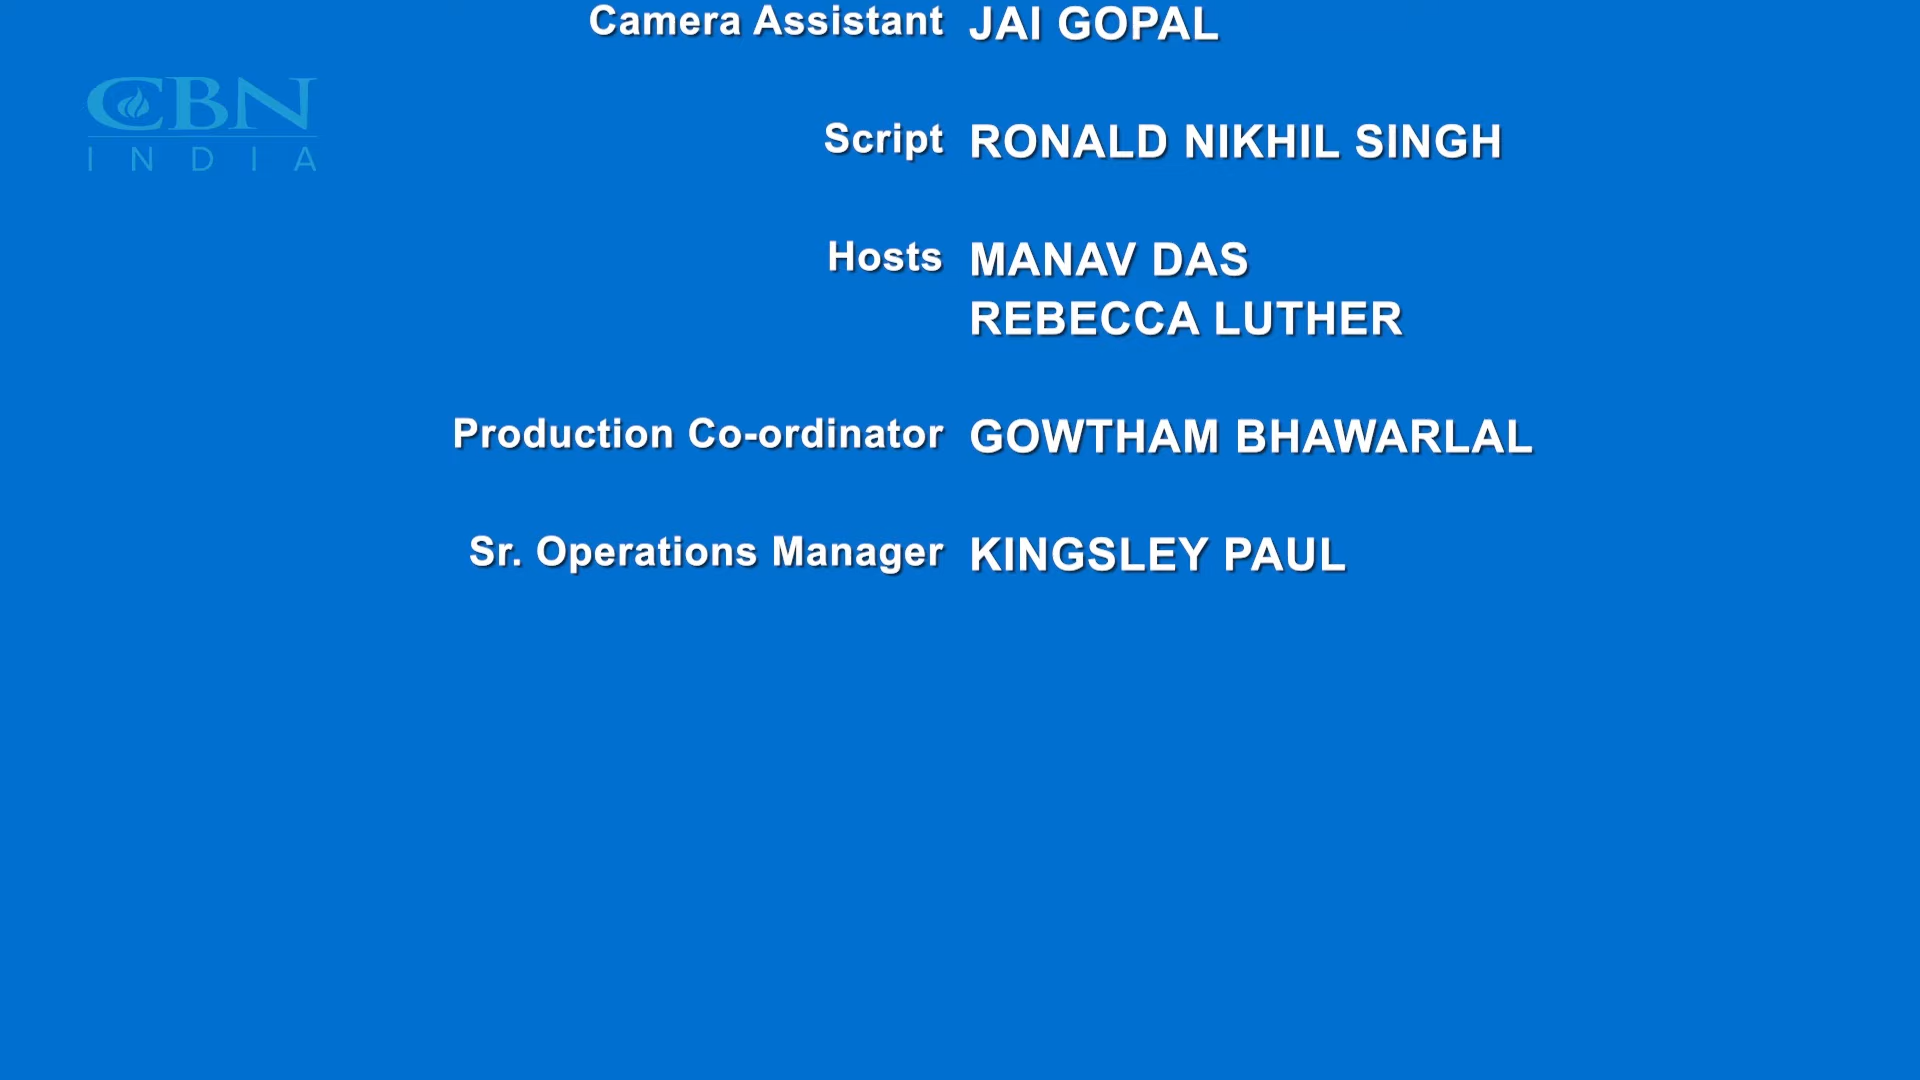 Camera Assistant JAI GOPAL
CBN
INDIA
Script RONALD NIKHIL SINGH
Hosts MANAV DAS
REBECCA LUTHER
Production Co-ordinator GOWTHAM BHAWARLAL
Sr. Operations Manager KINGSLEY PAUL